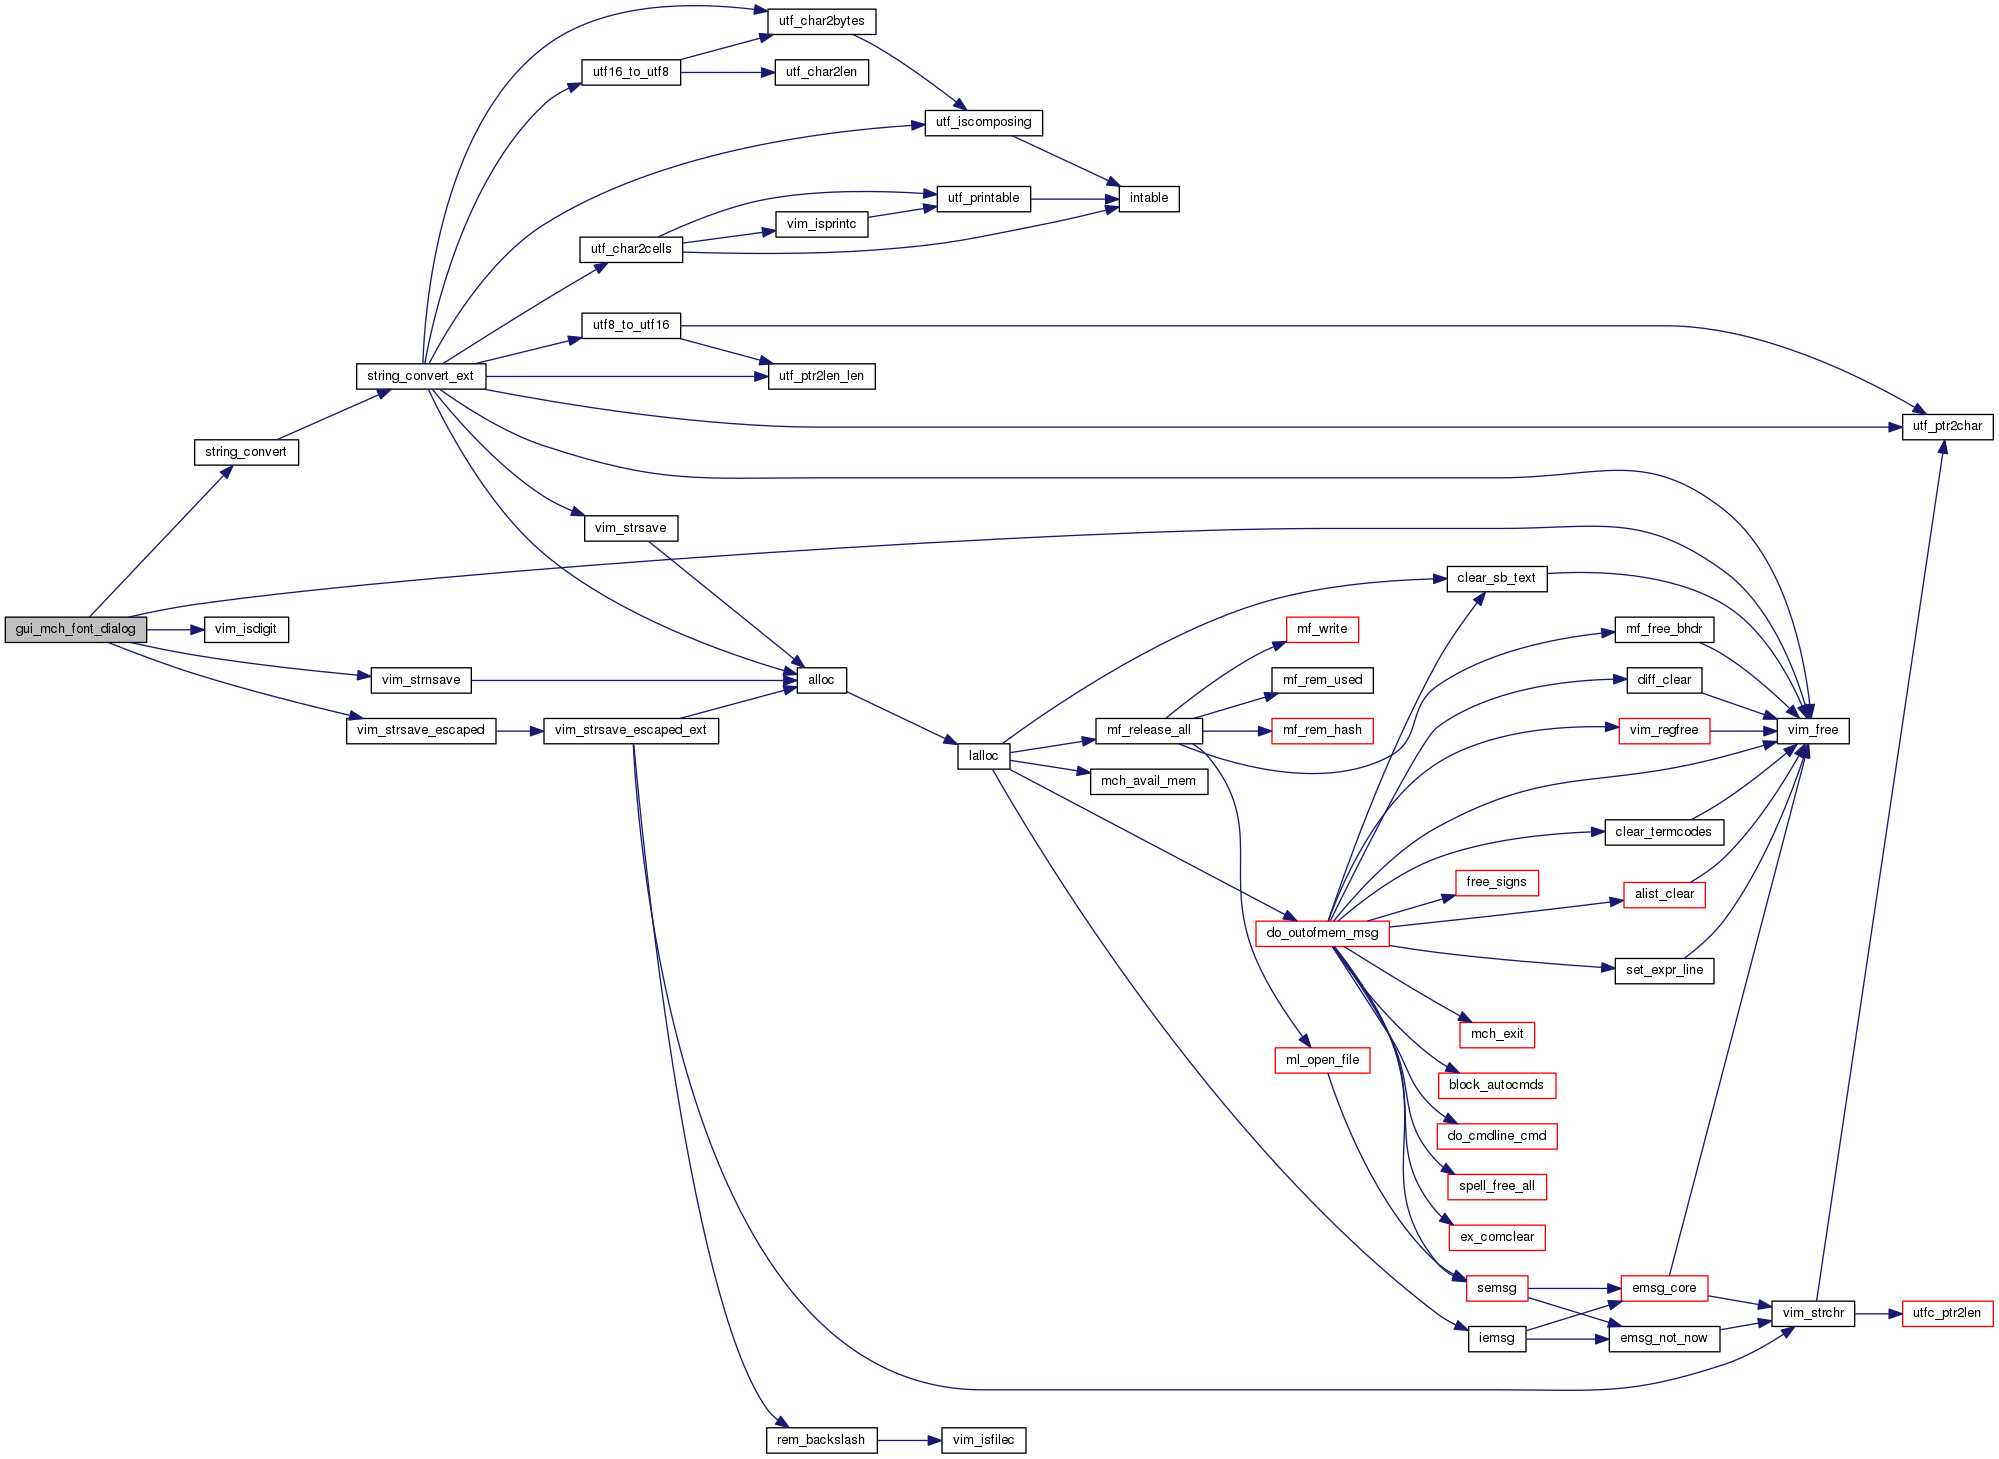 utf_char2bytes
utf16_to_utf8
utf_char2len
utf_iscomposing
utf_printable
intable
vim_isprintc
utf_char2cells
utf8_to_utf16
string_convert_ext
utf_ptr2len_len
utf_ptr2char
string_convert
vim_strsave
clear_sb_text
gui_mch_font_dialog
vim_isdigit
mf_write
mf_free_bhdr
vim_strnsave
alloc
mf_rem_used
diff_clear
vim_strsave_escaped
vim_strsave_escaped_ext
mf_release_all
mf_rem_hash
vim_regfree
vim_free
lalloc
mch_avail_mem
clear_termcodes
free_signs
alist_clear
do_outofmem_msg
set_expr_line
mch_exit
ml_open_file
block_autocmds
do_cmdline_cmd
spell_free_all
ex_comclear
semsg
emsg_core
vim_strchr
utfc_ptr2len
iemsg
emsg_not_now
rem_backslash
vim_isfilec